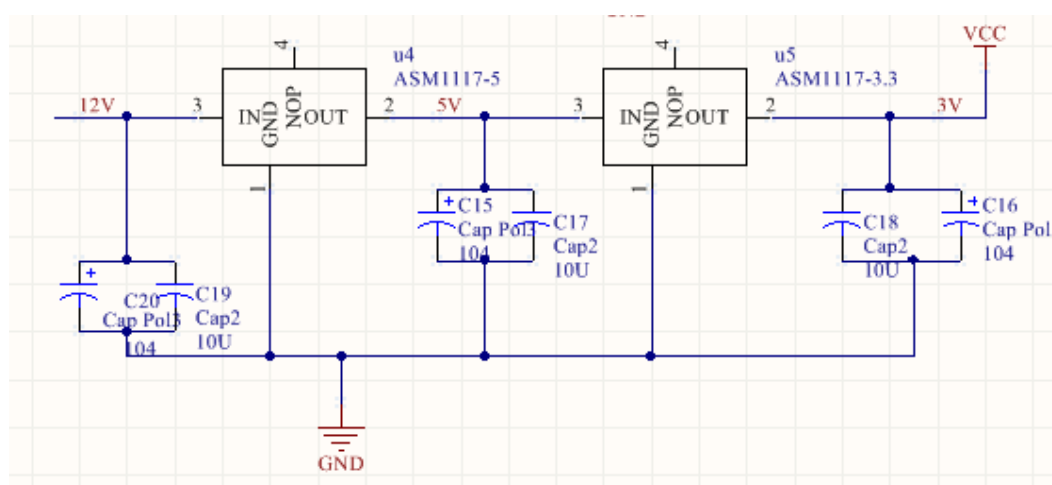 VCC
4
u4
ASM1117-5
4
u5
ASM1117-3.3
12V
3
IN
GND
NOP
OUT
2
5V
3
IN
GND
NOP
OUT
2
3V
1
1
+
C15
Cap Pol3
104
C17
Cap2
10U
C18
Cap2
10U
+
C16
Cap Pol
104
+
C20
Cap Pol3
104
C19
Cap2
10U
GND